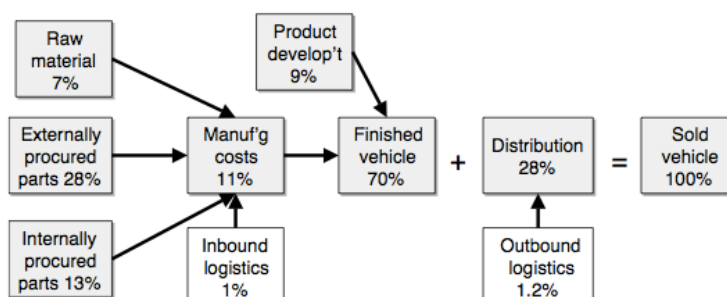 Raw
material
7%
Product
develop't
9%
Externally
procured
parts 28%
Manuf'g
costs
11%
Finished
vehicle
70%
+
Distribution
28%
=
Sold
vehicle
100%
Internally
procured
parts 13%
Inbound
logistics
1%
Outbound
logistics
1.2%